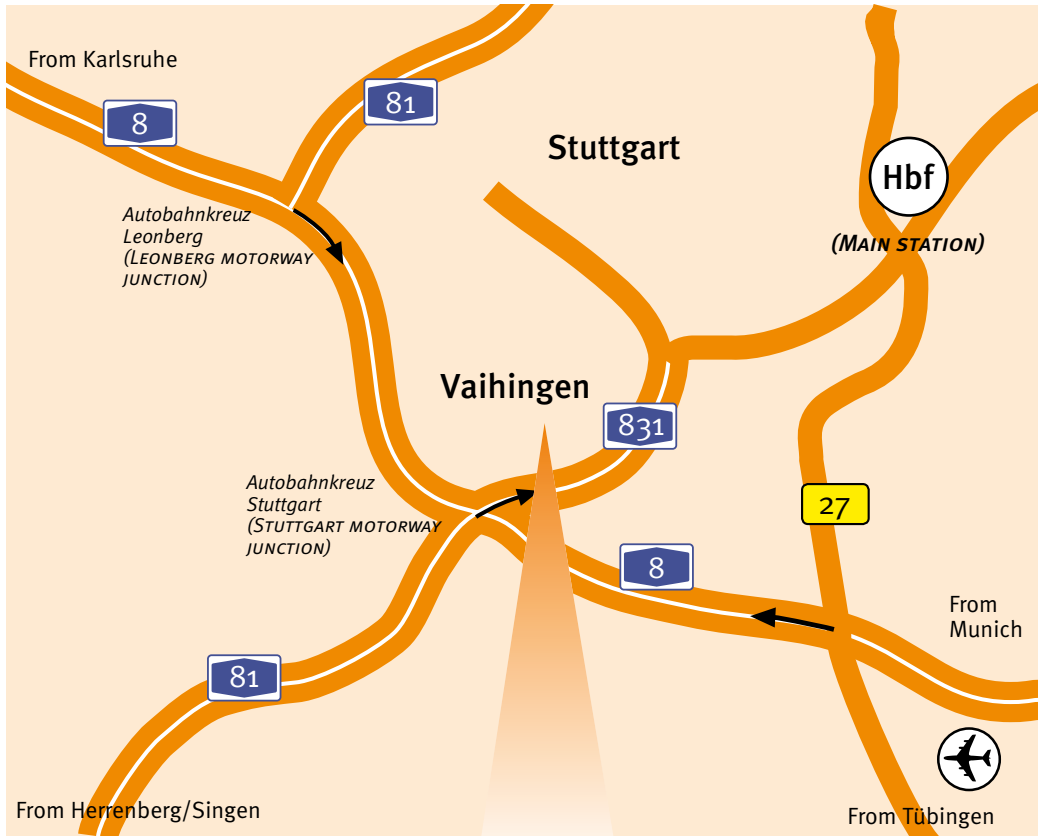 From Karlsruhe
8
81
Stuttgart
Hbf
(MAIN STATION)
Autobahnkreuz
Leonberg
(LEONBERG MOTORWAY
JUNCTION)
Vaihingen
831
Autobahnkreuz
Stuttgart
(STUTTGART MOTORWAY
JUNCTION)
27
8
From
Munich
81
From Herrenberg/Singen
From Tübingen